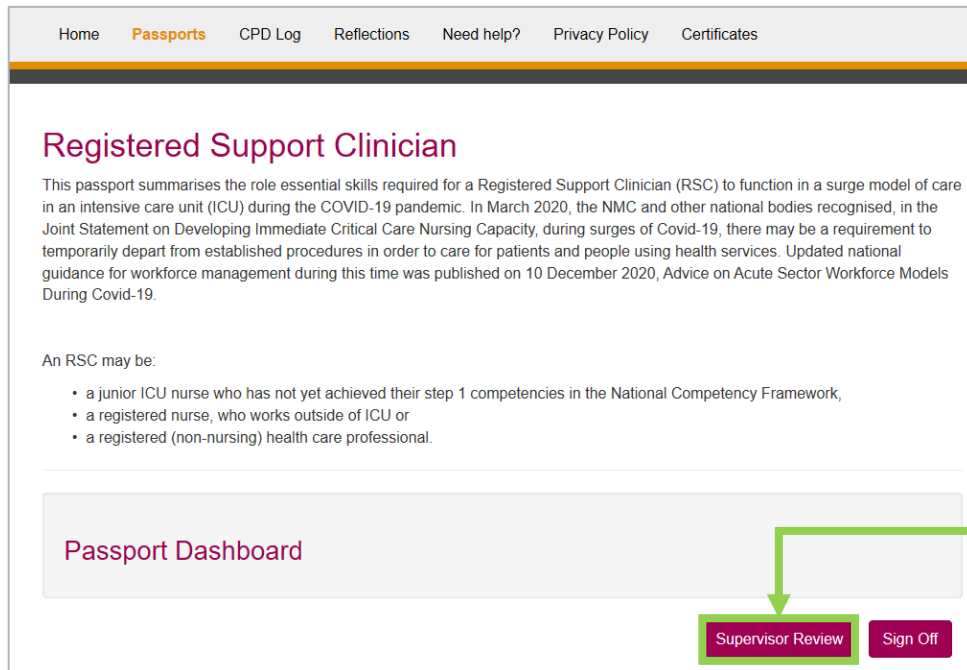 Home Passports CPD Log Reflections Need help? Privacy Policy Certificates
Registered Support Clinician
This passport summarises the role essential skills required for a Registered Support Clinician (RSC) to function in a surge model of care
in an intensive care unit (ICU) during the COVID-19 pandemic. In March 2020, the NMC and other national bodies recognised, in the
Joint Statement on Developing Immediate Critical Care Nursing Capacity, during surges of Covid-19, there may be a requirement to
temporarily depart from established procedures in order to care for patients and people using health services. Updated national
guidance for workforce management during this time was published on 10 December 2020, Advice on Acute Sector Workforce Models
During Covid-19.
An RSC may be:
• a junior ICU nurse who has not yet achieved their step 1 competencies in the National Competency Framework,
• a registered nurse, who works outside of ICU or
• a registered (non-nursing) health care professional.
Passport Dashboard
Supervisor Review Sign Off